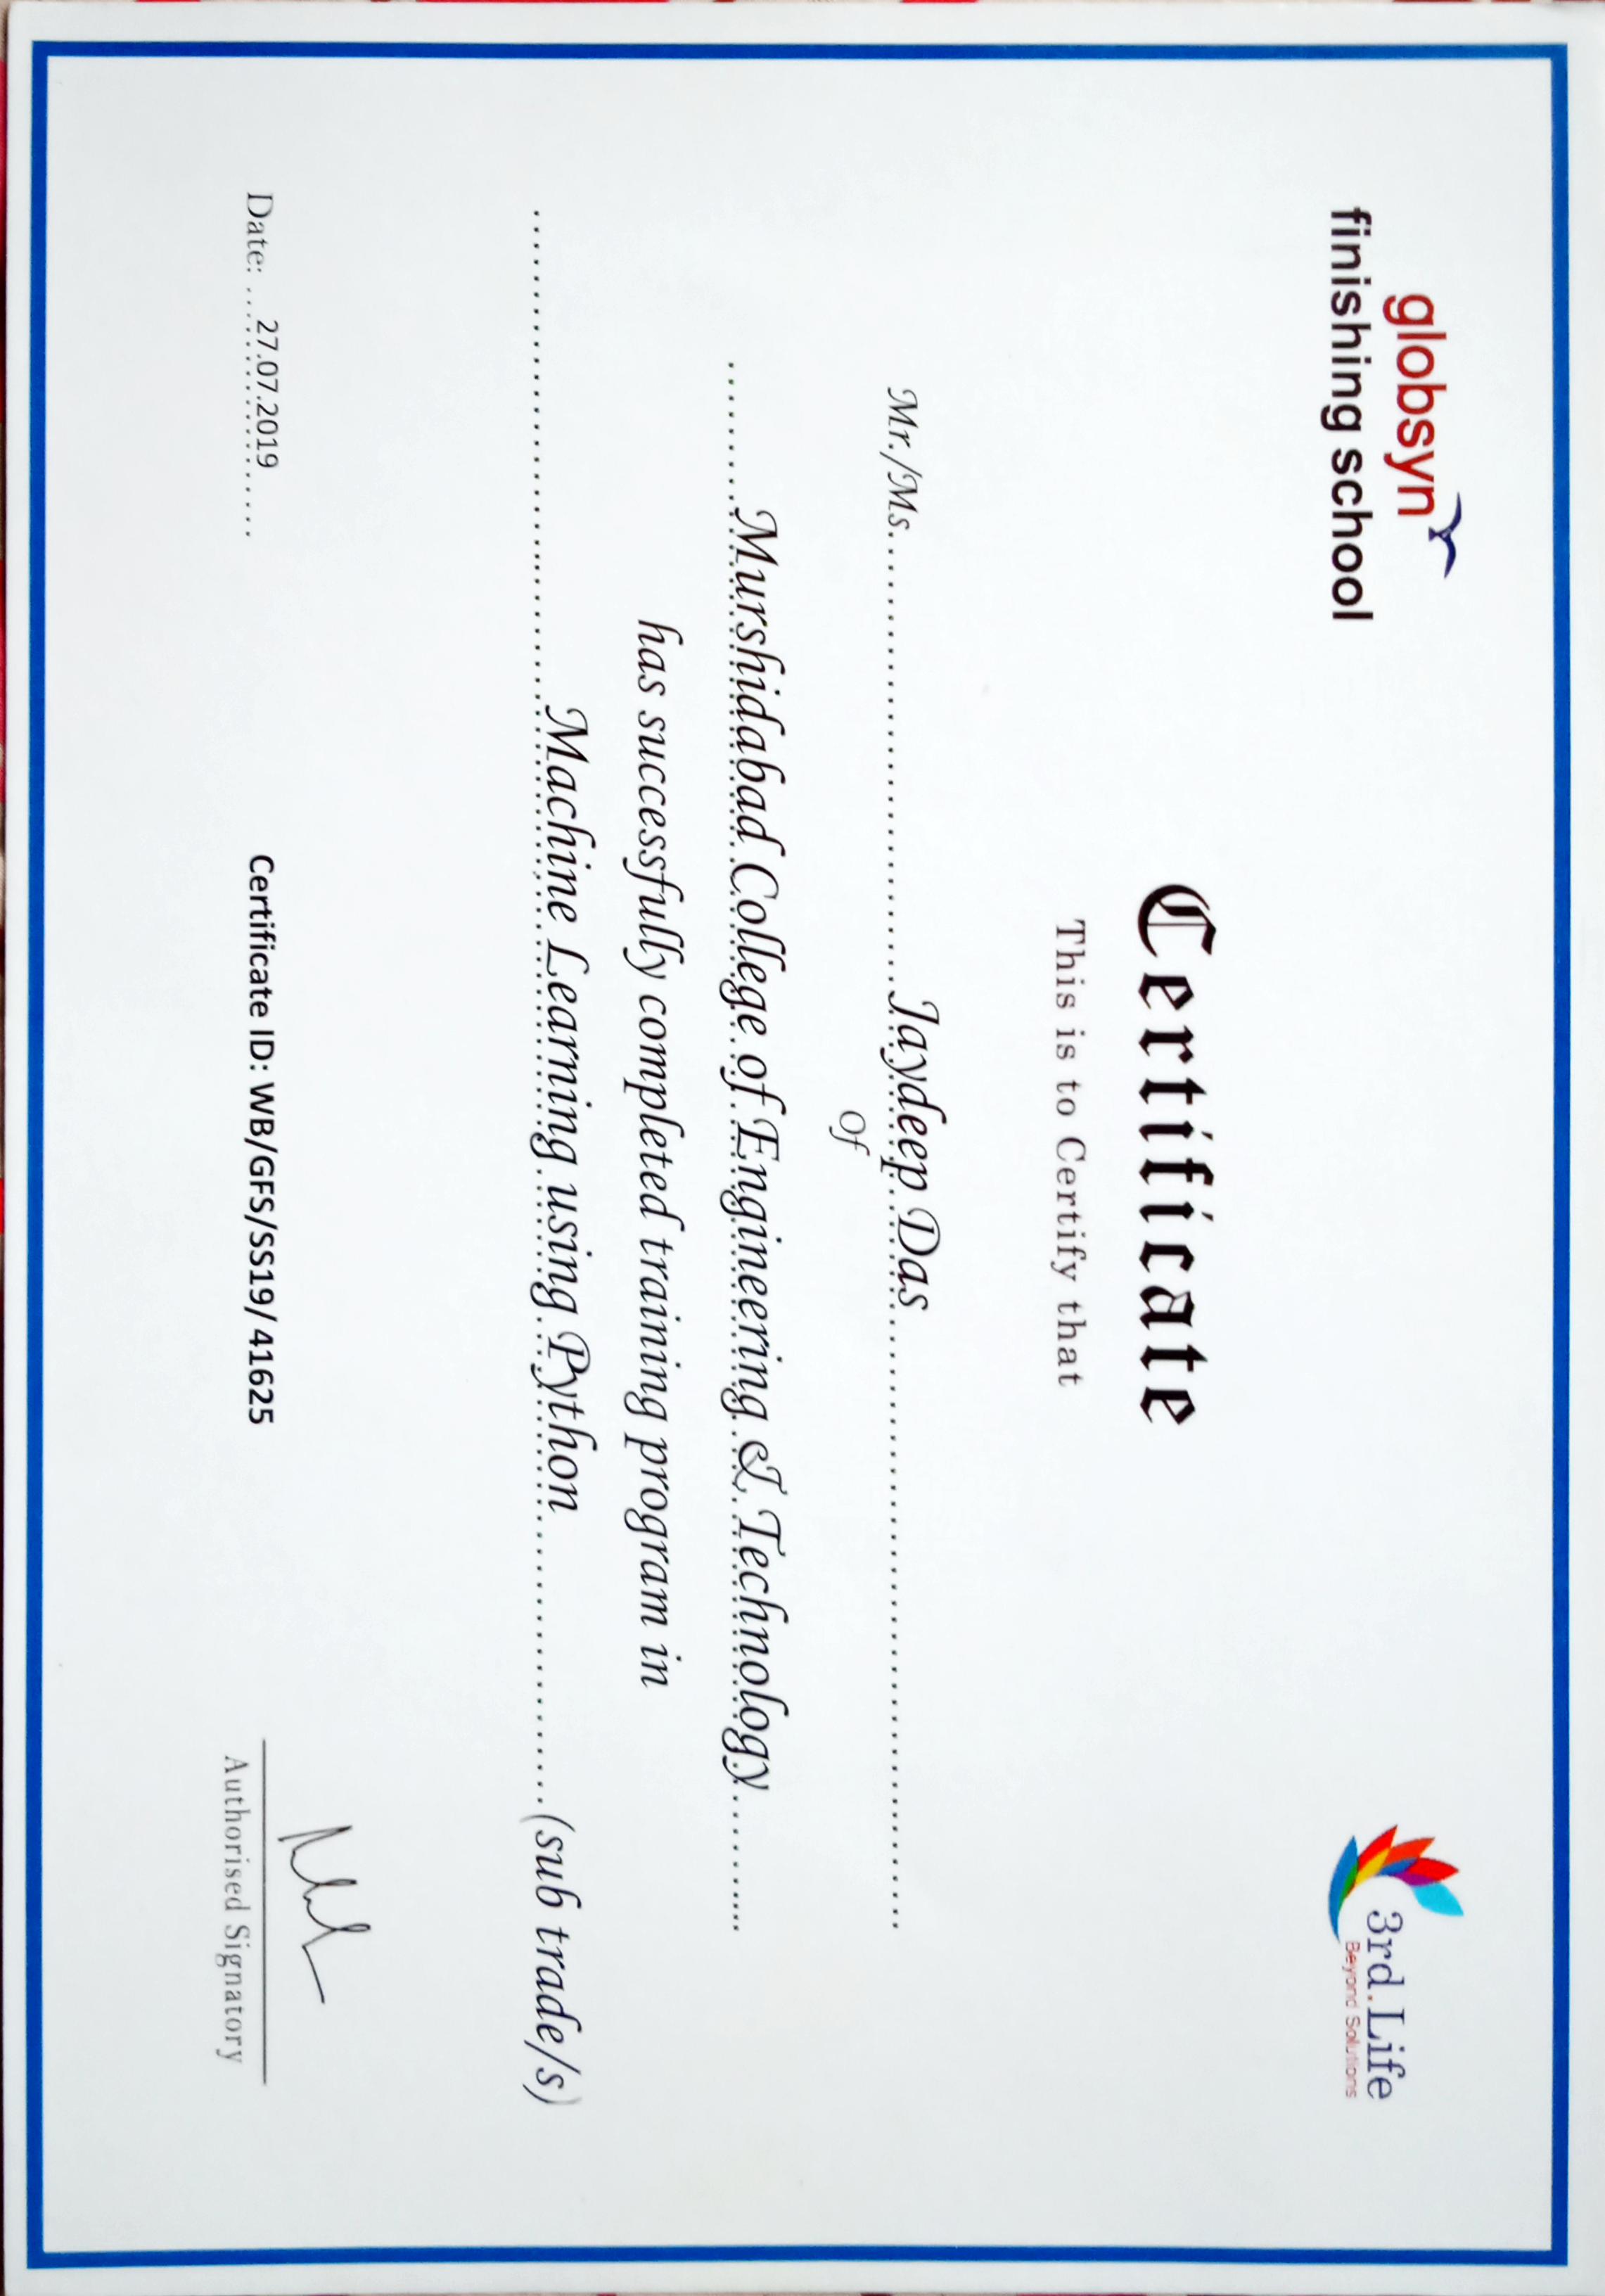 globsyn
finishing school
3rd.Life
Beyond Solutions
Certificate
This is to Certify that
Mr./Ms..............................Jaydeep Das..............................
Of
..........Murshidabad College of Engineering & Technology..........
has successfully completed training program in
..............................Machine Learning using Python....................(sub trade/s)
Date: ...27.07.2019......
Certificate ID: WB/GFS/SS19/ 41625
Authorised Signatory